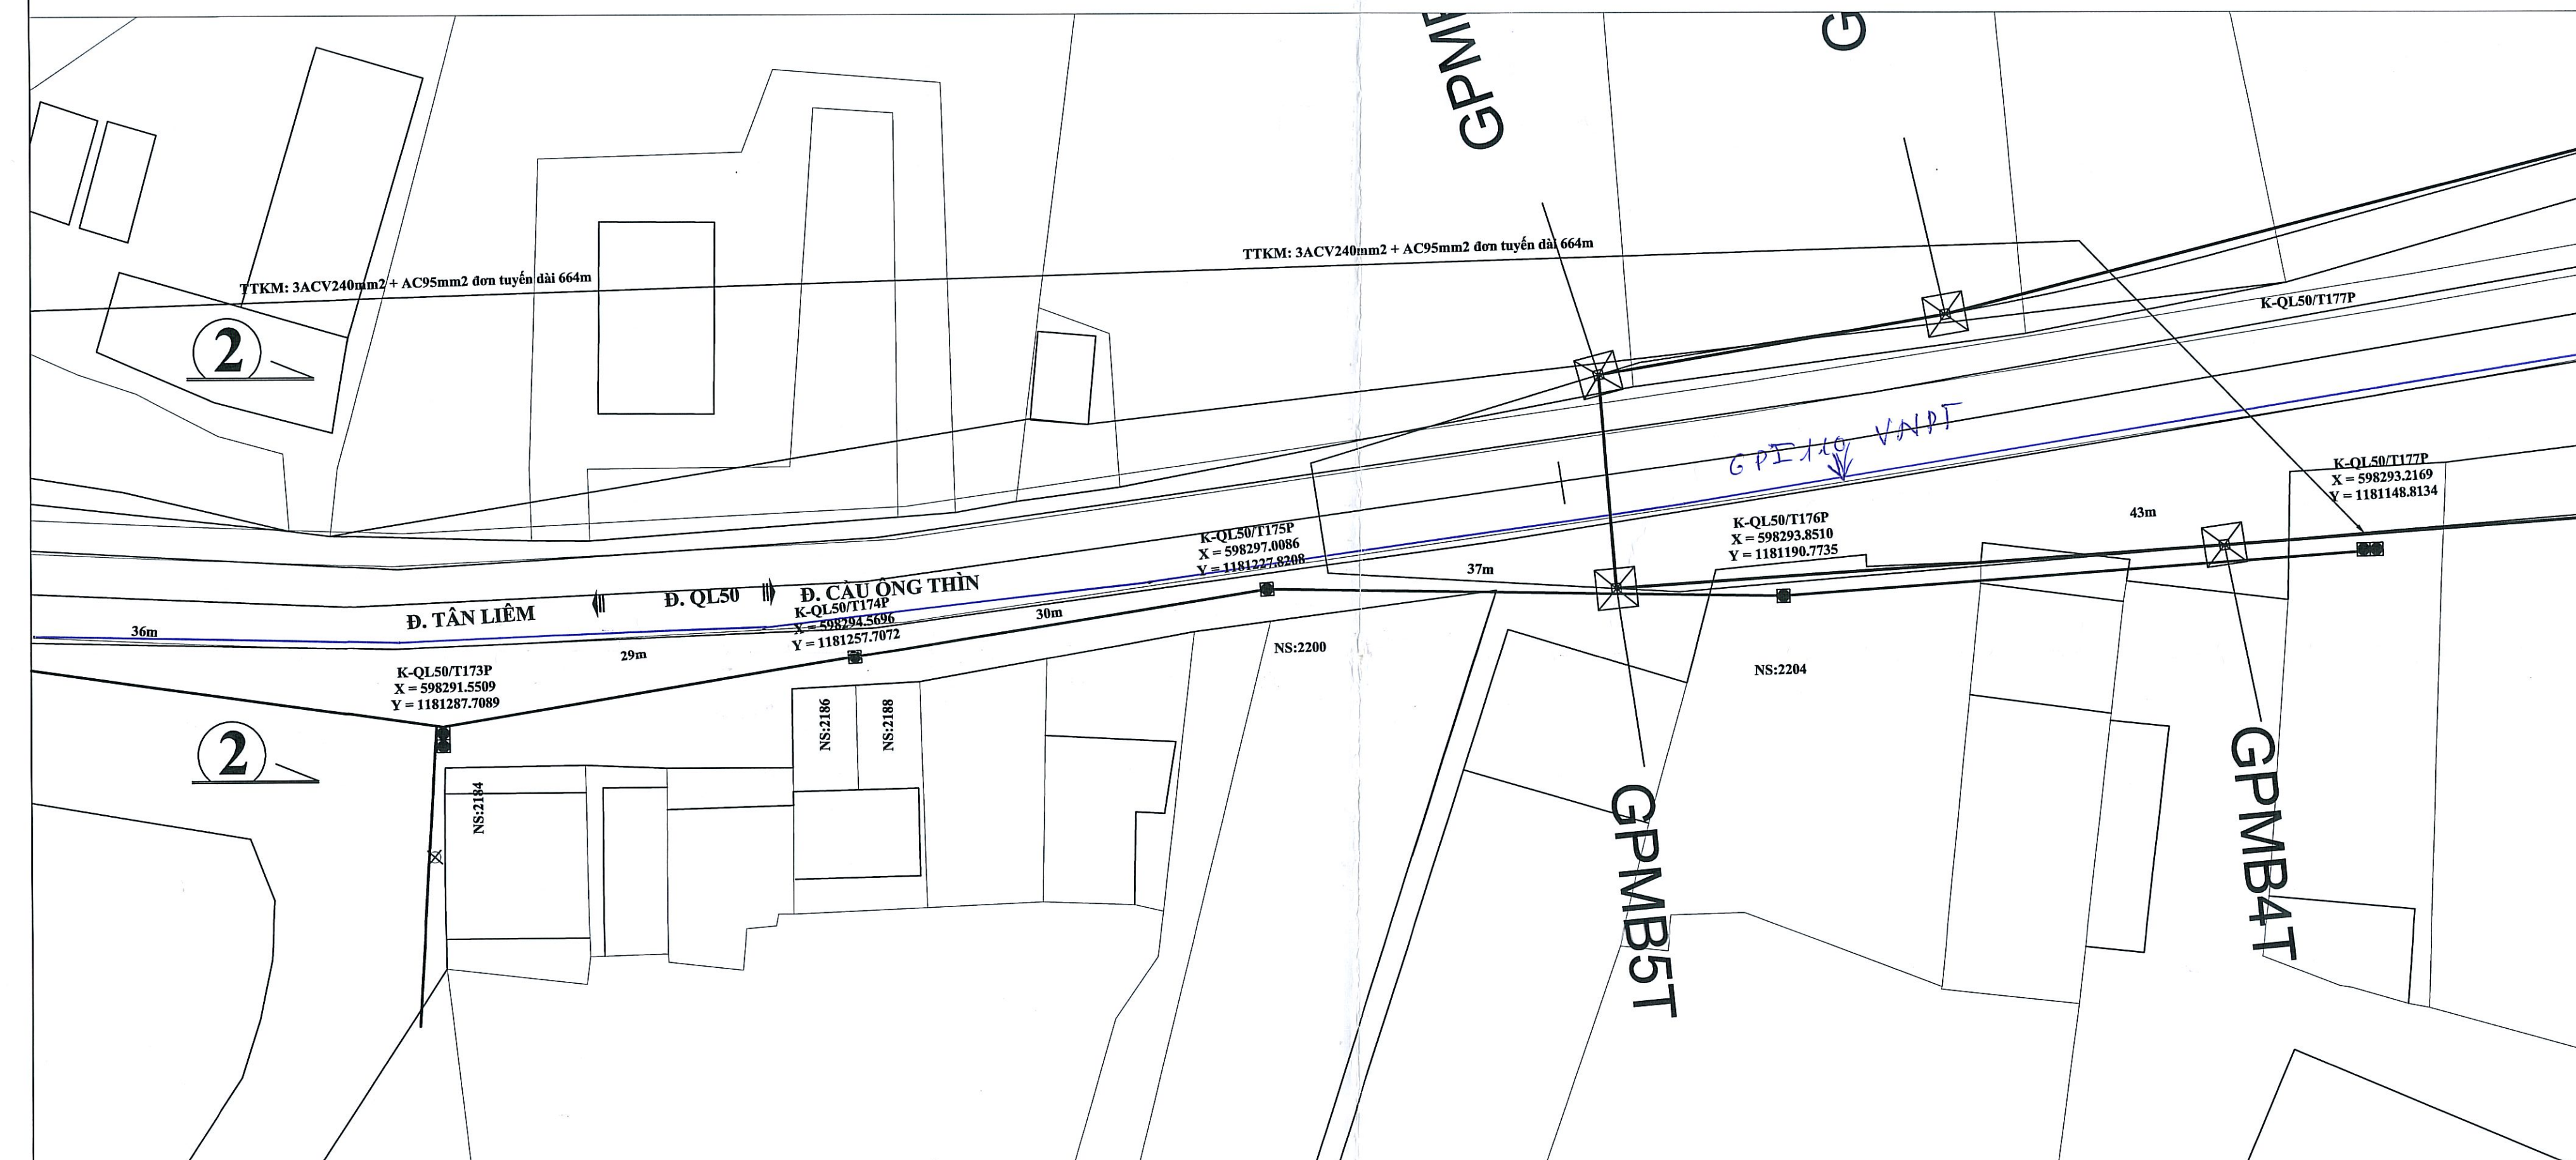 GPM
G
TTKM: 3ACV240mm2 + AC95mm2 đơn tuyến dài 664m
TTKM: 3ACV240mm2 + AC95mm2 đơn tuyến dài 664m
K-QL50/T177P
2
GPI 110 VNPT
K-QL50/T177P
X = 598293.2169
Y = 1181148.8134
43m
K-QL50/T176P
X = 598293.8510
Y = 1181190.7735
K-QL50/T175P
X = 598297.0086
Y = 1181227.8208
37m
Đ. TÂN LIÊM
Đ. QL50
Đ. CẦU ÔNG THÌN
K-QL50/T174P
X = 598294.5696
Y = 1181257.7072
30m
36m
29m
NS:2200
NS:2204
K-QL50/T173P
X = 598291.5509
Y = 1181287.7089
NS:2186
NS:2188
2
NS:2184
GPMB5T
GPMB4T